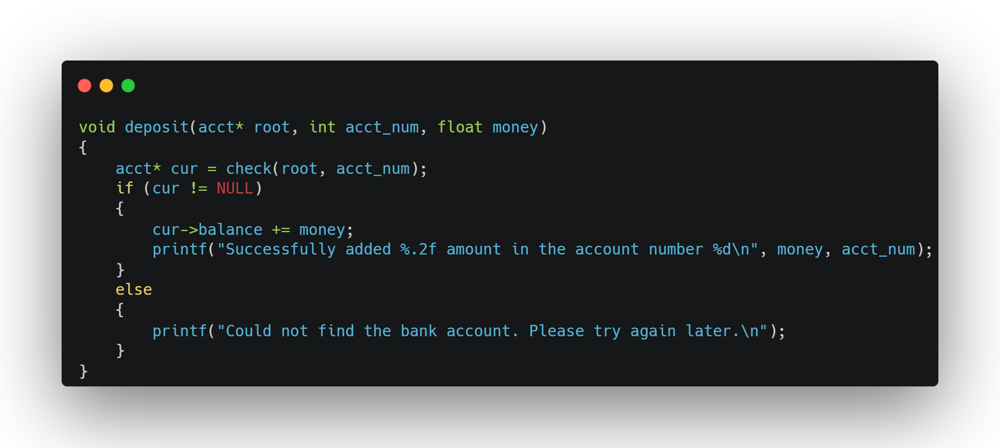 void deposit(acct* root, int acct_num, float money)
{
    acct* cur = check(root, acct_num);
    if (cur != NULL)
    {
        cur->balance += money;
        printf("Successfully added %.2f amount in the account number %d\n", money, acct_num);
    }
    else
    {
        printf("Could not find the bank account. Please try again later.\n");
    }
}